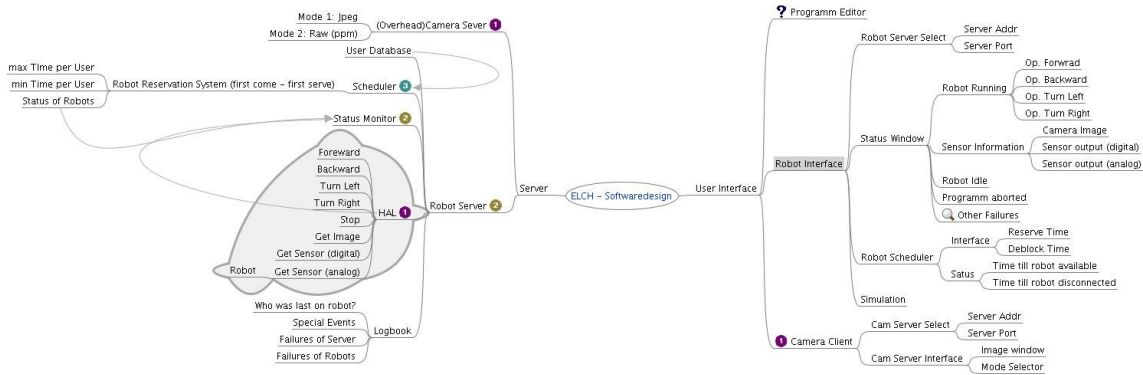 Mode 1: Jpeg
Mode 2: Raw (ppm)
(Overhead)Camera Sever 1
User Database
max TIme per User
min Time per User
Status of Robots
Robot Reservation System (first come - first serve)
Scheduler 3
Status Monitor 2
Foreward
Backward
Turn Left
Turn Right
Stop
Get Image
Get Sensor (digital)
Get Sensor (analog)
Robot
HAL 1
Robot Server 2
Who was last on robot?
Special Events
Failures of Server
Failures of Robots
Logbook
Server
ELCH - Softwaredesign
User Interface
? Programm Editor
Robot Interface
Robot Server Select
Server Addr
Server Port
Status Window
Robot Running
Op. Forwrad
Op. Backward
Op. Turn Left
Op. Turn Right
Sensor Information
Camera Image
Sensor output (digital)
Sensor output (analog)
Robot Idle
Programm aborted
Other Failures
Robot Scheduler
Interface
Reserve Time
Deblock Time
Satus
Time till robot available
Time till robot disconnected
Simulation
1 Camera Client
Cam Server Select
Server Addr
Server Port
Cam Server Interface
Image window
Mode Selector